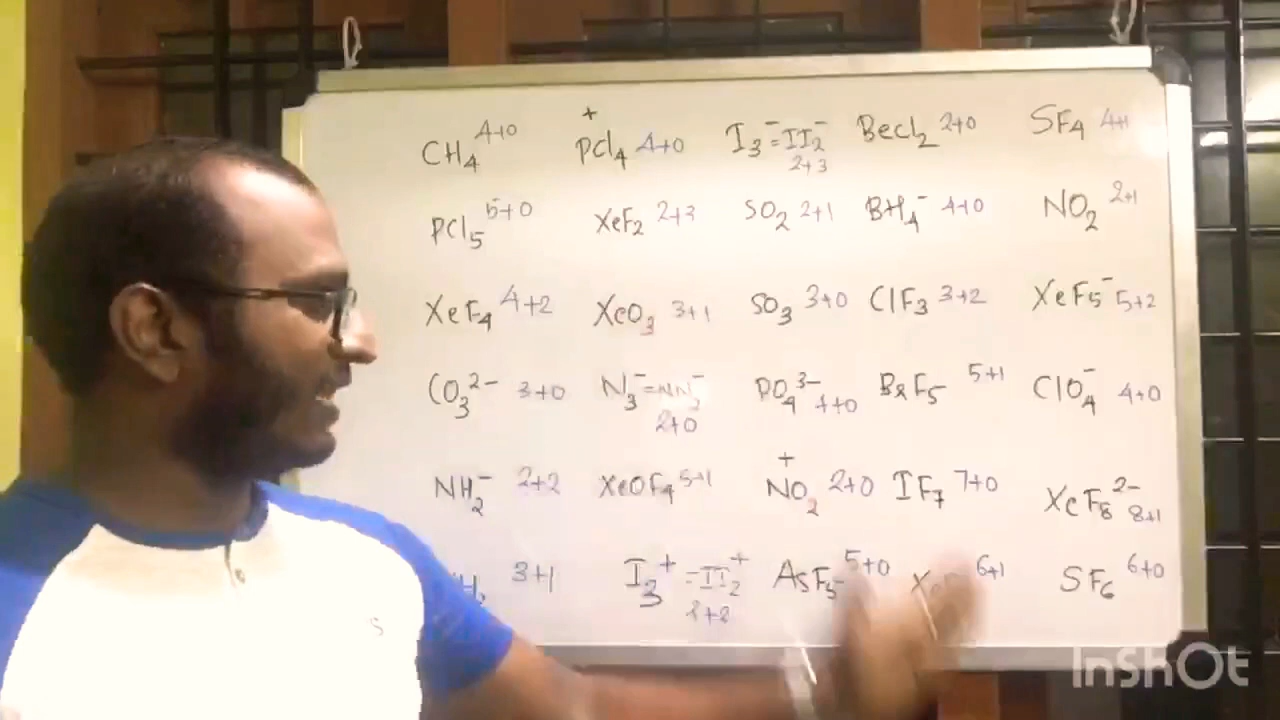 CH₄ 4+0 PCl₄⁺ 4+0 I₃⁻ = II₂⁻ 2+3 BeCl₂ 2+0 SF₄ 4+1
PCl₅ 5+0 XeF₂ 2+3 SO₂ 2+1 BH₄⁻ 4+0 NO₂ 2+1
XeF₄ 4+2 XeO₃ 3+1 SO₃ 3+0 ClF₃ 3+2 XeF₅⁻ 5+2
CO₃²⁻ 3+0 N₃⁻ = NN₂⁻ 2+0 PO₄³⁻ 4+0 BrF₅ 5+1 ClO₄⁻ 4+0
NH₂⁻ 2+2 XeOF₄ 5+1 NO₂⁺ 2+0 IF₇ 7+0 XeF₈²⁻ 8+1
3+1 I₃⁺ = II₂⁺ 2+2 AsF₅ 5+0 6+1 SF₆ 6+0
S
InShOt